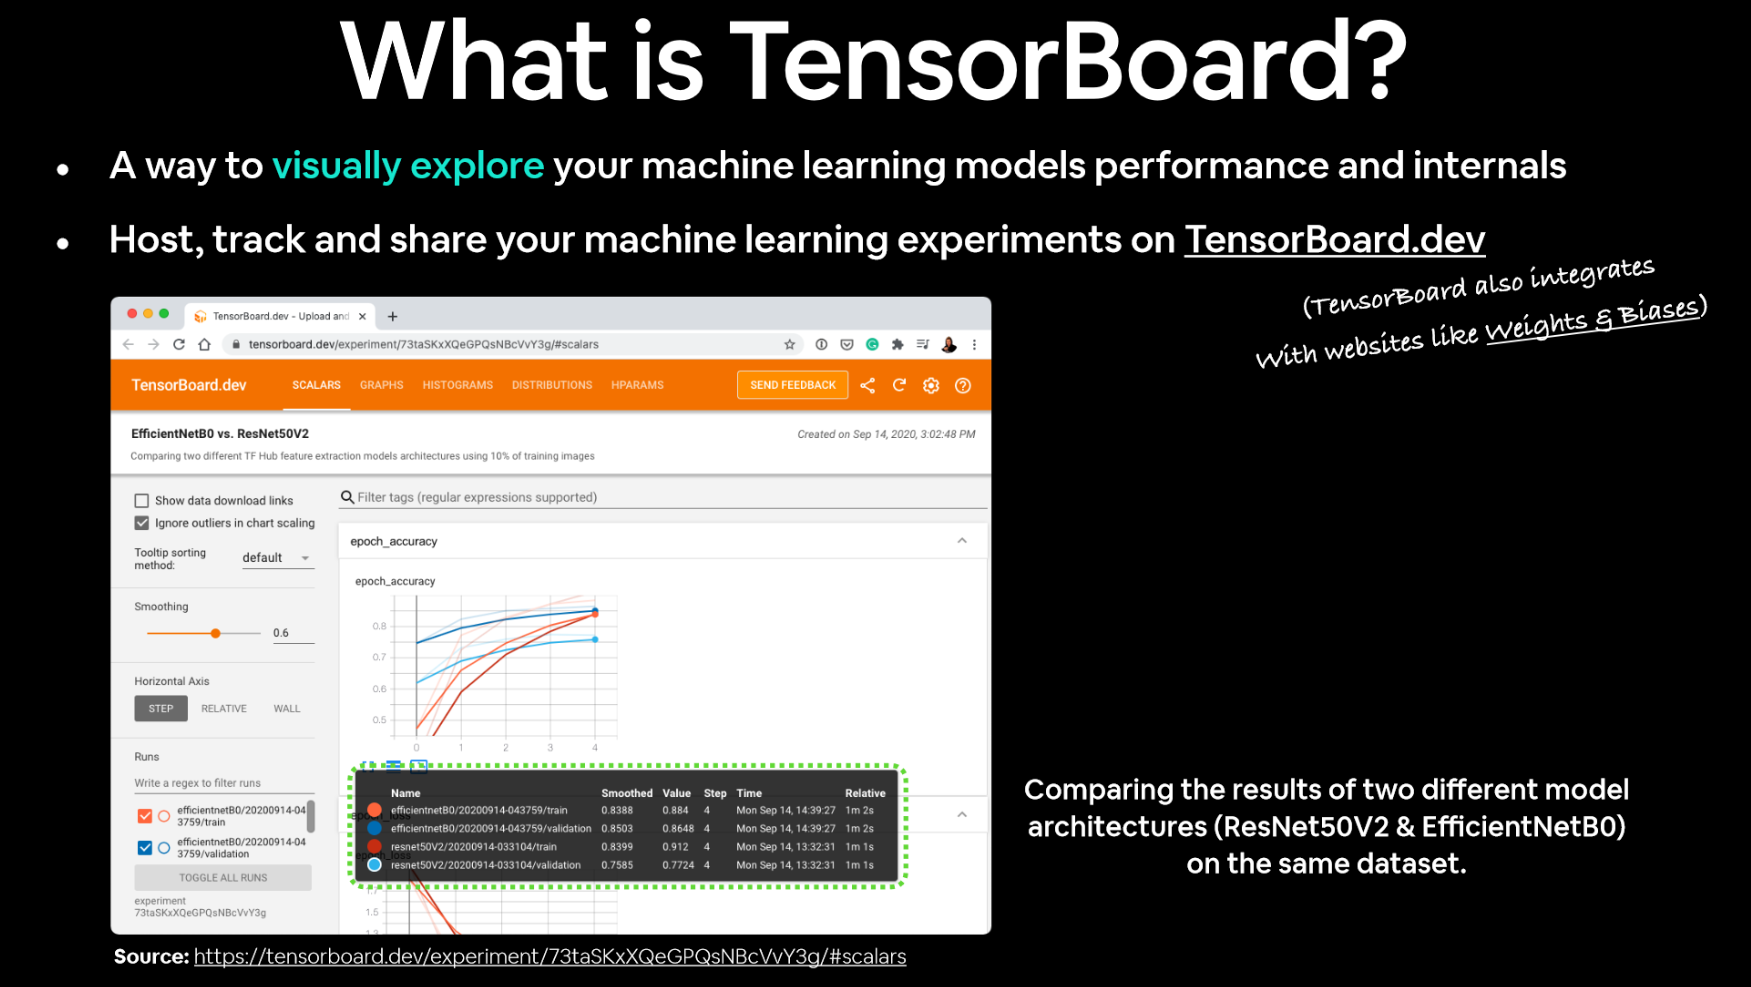 What is TensorBoard?
• A way to visually explore your machine learning models performance and internals
• Host, track and share your machine learning experiments on TensorBoard.dev
(TensorBoard also integrates
With websites like Weights & Biases)
TensorBoard.dev - Upload and
tensorboard.dev/experiment/73taSKxXQeGPQsNBcVvY3g/#scalars
TensorBoard.dev SCALARS GRAPHS HISTOGRAMS DISTRIBUTIONS HPARAMS SEND FEEDBACK
EfficientNetB0 vs. ResNet50V2
Created on Sep 14, 2020, 3:02:48 PM
Comparing two different TF Hub feature extraction models architectures using 10% of training images
Show data download links
Ignore outliers in chart scaling
Tooltip sorting
method:
default
Smoothing
0.6
Horizontal Axis
STEP RELATIVE WALL
Runs
Write a regex to filter runs
efficientnetB0/20200914-04
3759/train
efficientnetB0/20200914-04
3759/validation
TOGGLE ALL RUNS
experiment
73taSKxXQeGPQsNBcVvY3g
Filter tags (regular expressions supported)
epoch_accuracy
epoch_accuracy
0.8
0.7
0.6
0.5
0 1 2 3 4
Name Smoothed Value Step Time Relative
efficientnetB0/20200914-043759/train 0.8388 0.884 4 Mon Sep 14, 14:39:27 1m 2s
efficientnetB0/20200914-043759/validation 0.8503 0.8648 4 Mon Sep 14, 14:39:27 1m 2s
resnet50V2/20200914-033104/train 0.8399 0.912 4 Mon Sep 14, 13:32:31 1m 1s
resnet50V2/20200914-033104/validation 0.7585 0.7724 4 Mon Sep 14, 13:32:31 1m 1s
epoch_loss
epoch_loss
1.7
1.5
1.3
Comparing the results of two different model
architectures (ResNet50V2 & EfficientNetB0)
on the same dataset.
Source: https://tensorboard.dev/experiment/73taSKxXQeGPQsNBcVvY3g/#scalars